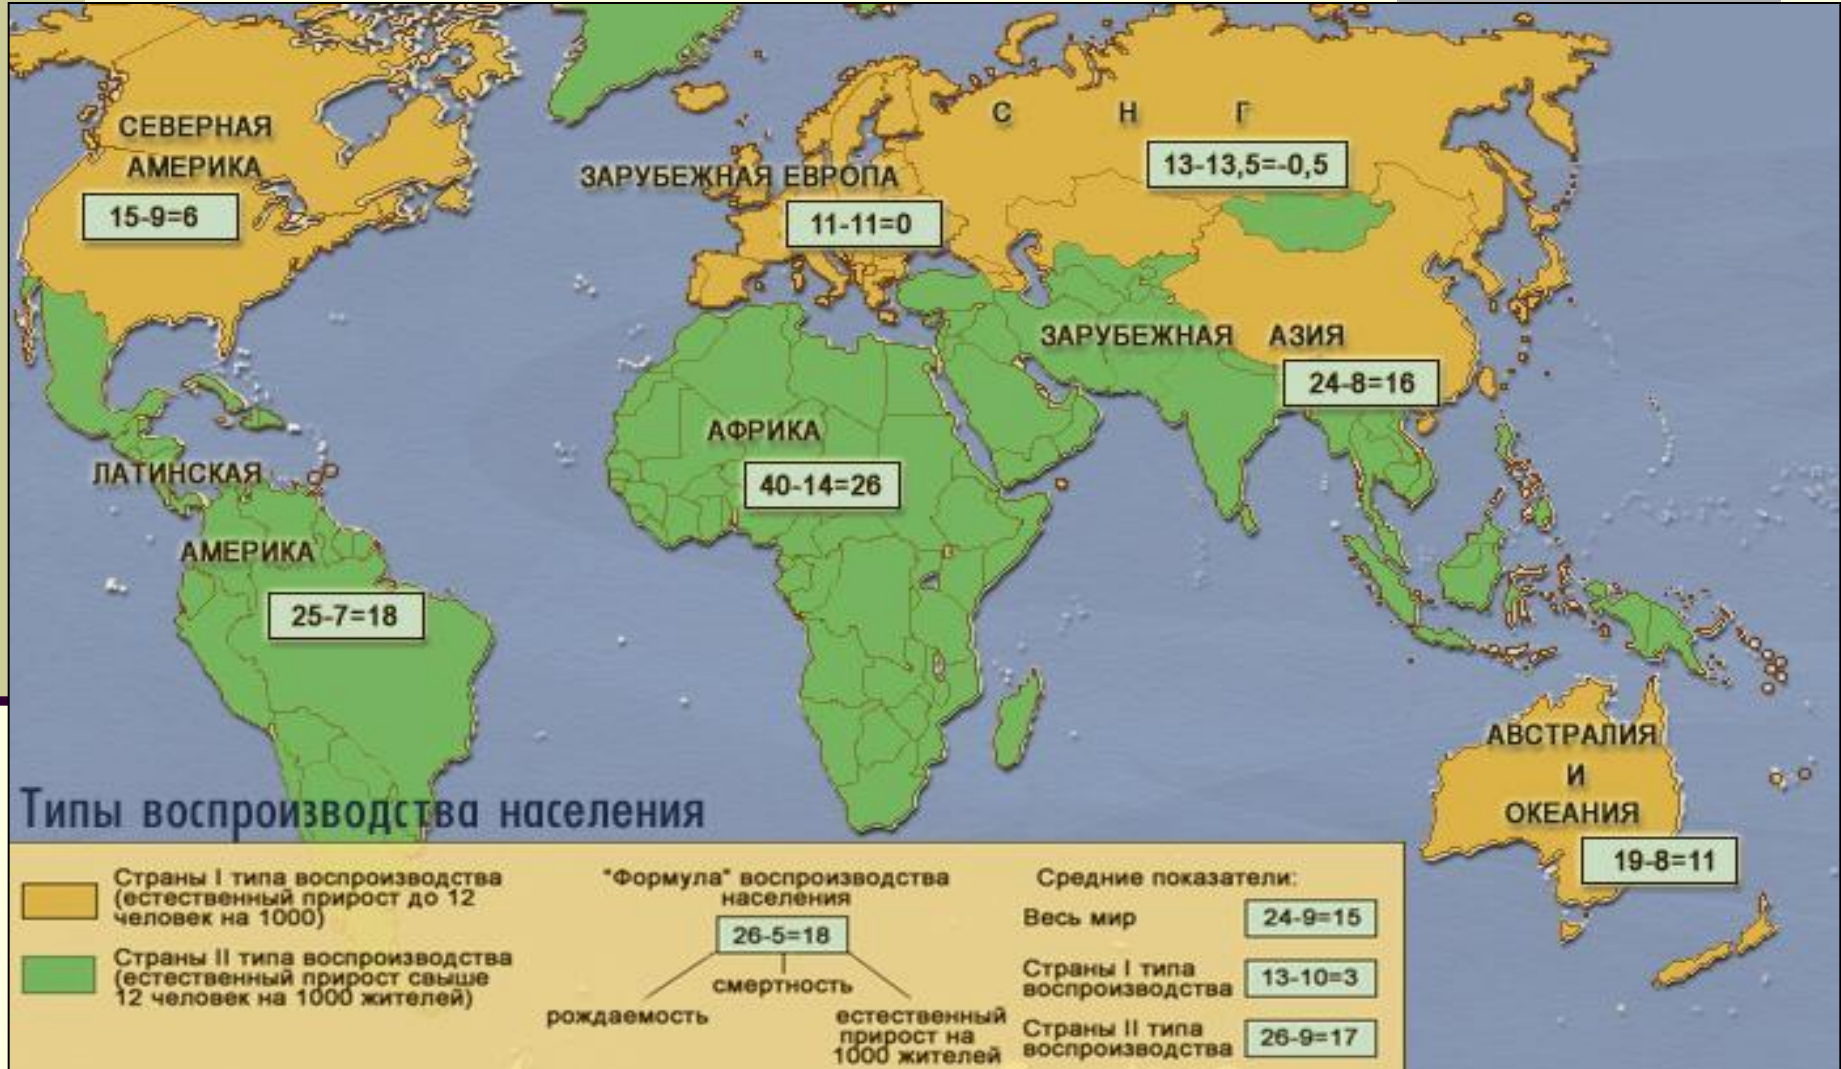 СЕВЕРНАЯ
АМЕРИКА
15-9=6
ЗАРУБЕЖНАЯ ЕВРОПА
11-11=0
С Н Г
13-13,5=-0,5
ЗАРУБЕЖНАЯ АЗИЯ
24-8=16
АФРИКА
40-14=26
ЛАТИНСКАЯ
АМЕРИКА
25-7=18
АВСТРАЛИЯ
И
ОКЕАНИЯ
19-8=11
Типы воспроизводства населения
Страны I типа воспроизводства
(естественный прирост до 12
человек на 1000)
Страны II типа воспроизводства
(естественный прирост свыше
12 человек на 1000 жителей)
"Формула" воспроизводства
населения
26-5=18
смертность
рождаемость
естественный
прирост на
1000 жителей
Средние показатели:
Весь мир
24-9=15
Страны I типа
воспроизводства
13-10=3
Страны II типа
воспроизводства
26-9=17